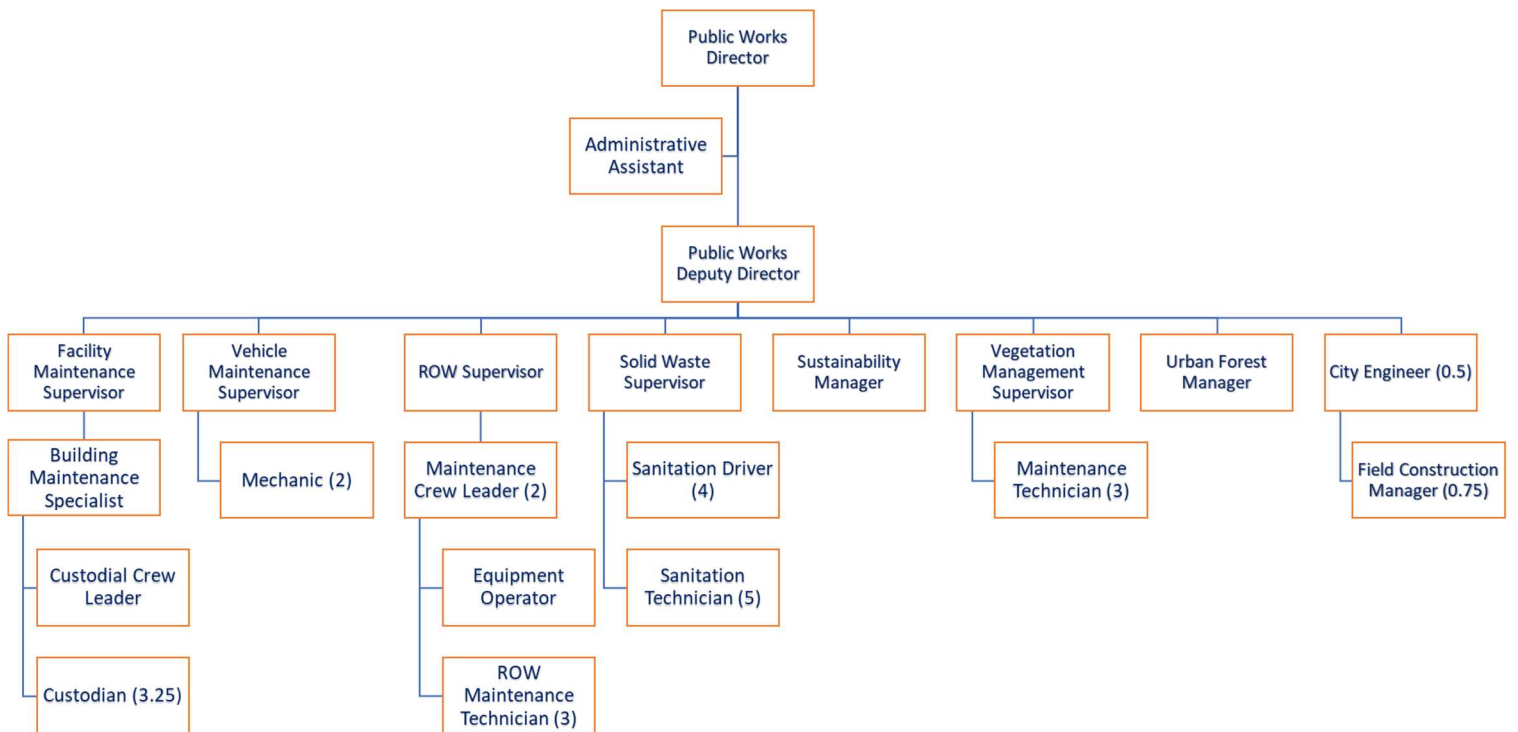 Public Works
Director
Administrative
Assistant
Public Works
Deputy Director
Facility
Maintenance
Supervisor
Vehicle
Maintenance
Supervisor
ROW Supervisor
Solid Waste
Supervisor
Sustainability
Manager
Vegetation
Management
Supervisor
Urban Forest
Manager
City Engineer (0.5)
Building
Maintenance
Specialist
Mechanic (2)
Maintenance
Crew Leader (2)
Sanitation Driver
(4)
Maintenance
Technician (3)
Field Construction
Manager (0.75)
Custodial Crew
Leader
Equipment
Operator
Sanitation
Technician (5)
Custodian (3.25)
ROW
Maintenance
Technician (3)